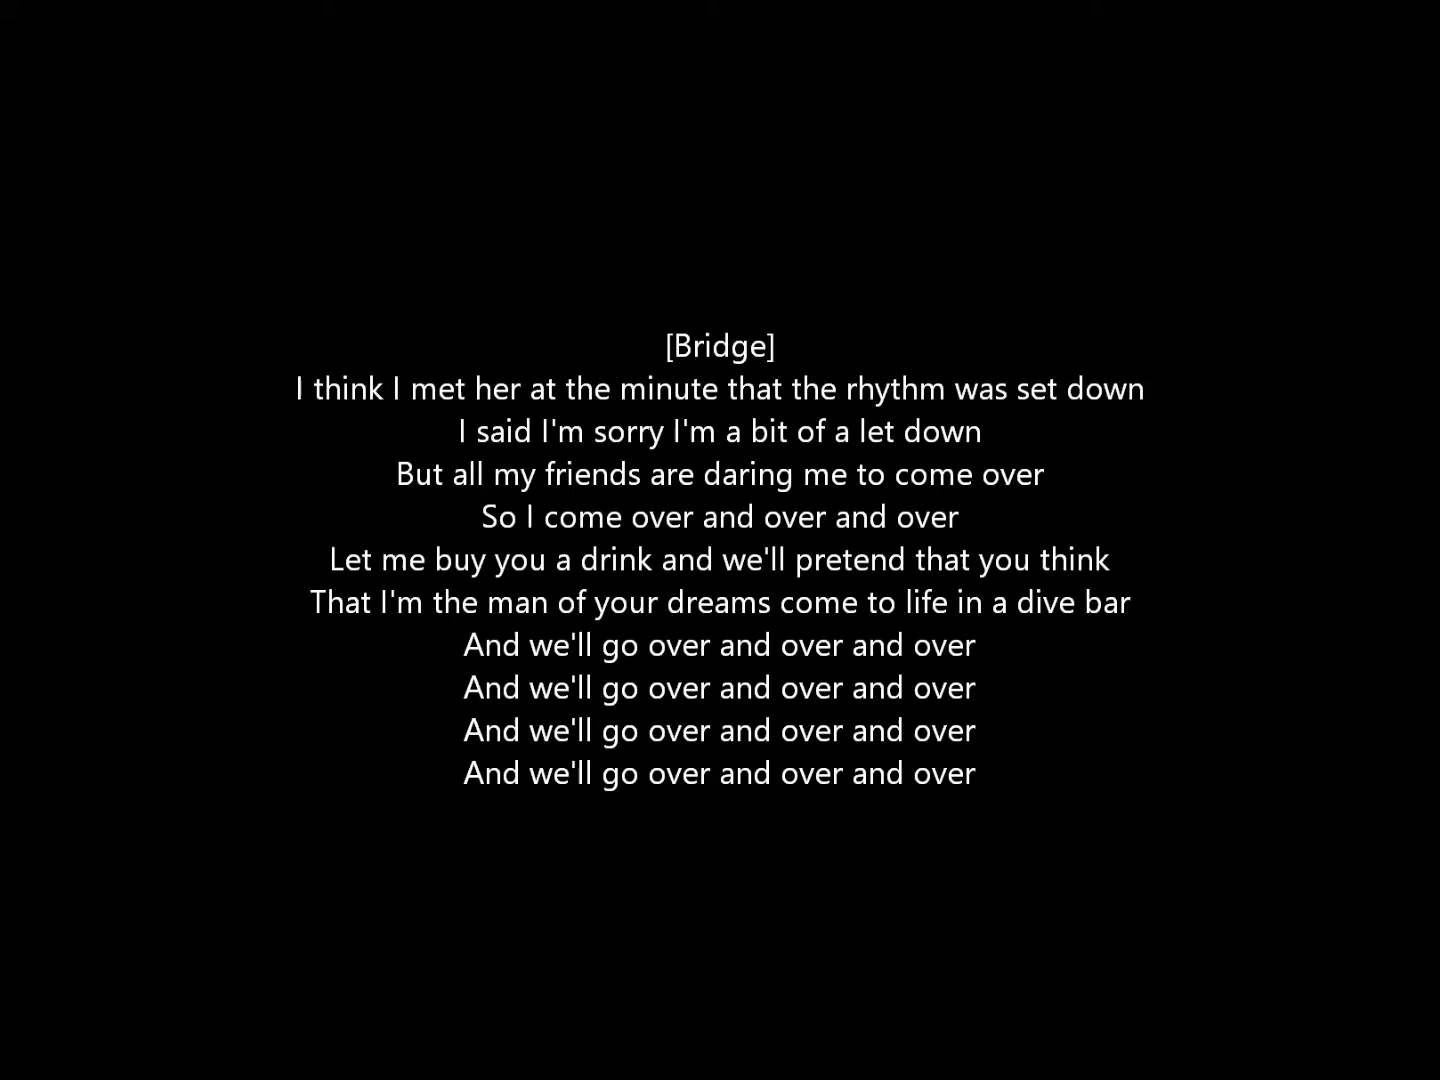 [Bridge]
I think I met her at the minute that the rhythm was set down
I said I'm sorry I'm a bit of a let down
But all my friends are daring me to come over
So I come over and over and over
Let me buy you a drink and we'll pretend that you think
That I'm the man of your dreams come to life in a dive bar
And we'll go over and over and over
And we'll go over and over and over
And we'll go over and over and over
And we'll go over and over and over